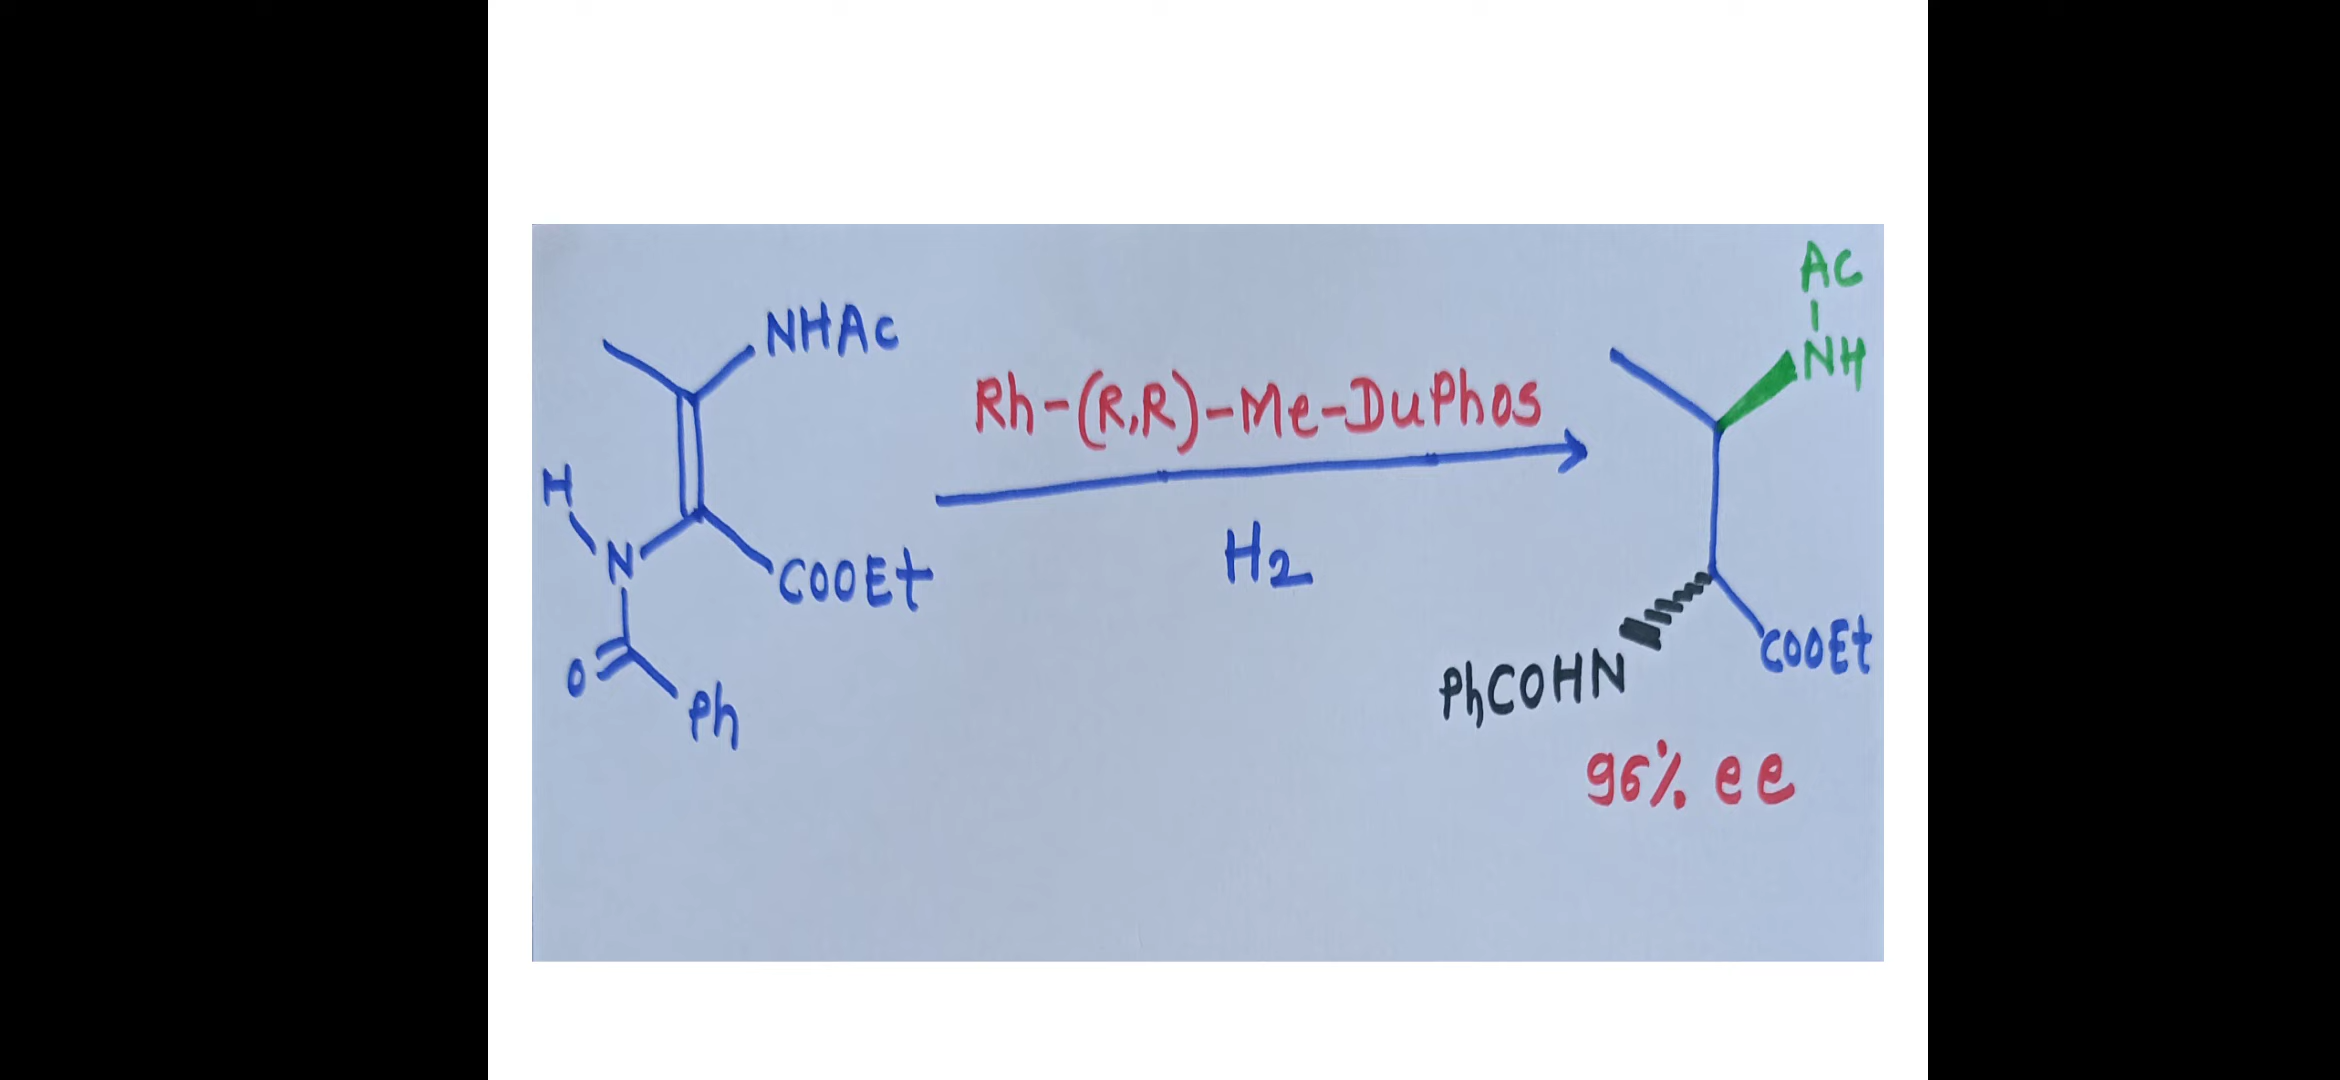 NHAc
H
N
COOEt
O
Ph
Rh-(R,R)-Me-DuPhos
H2
Ac
NH
COOEt
PhCOHN
96% ee